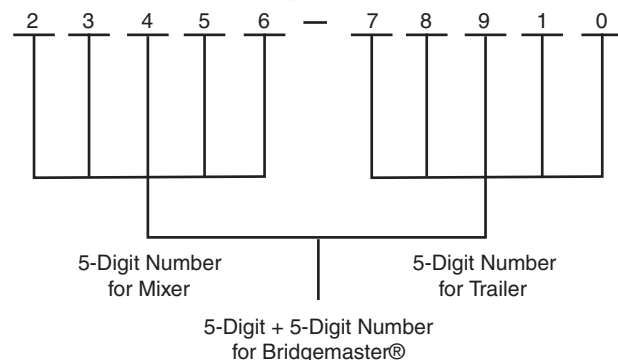 2 3 4 5 6 — 7 8 9 1 0
5-Digit Number
for Mixer
5-Digit Number
for Trailer
5-Digit + 5-Digit Number
for Bridgemaster®